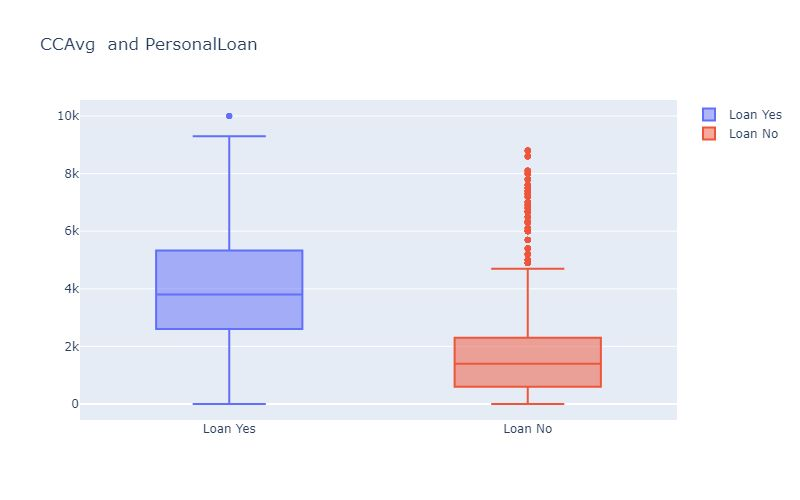 CCAvg  and PersonalLoan
10k
8k
6k
4k
2k
0
Loan Yes
Loan No
Loan Yes
Loan No